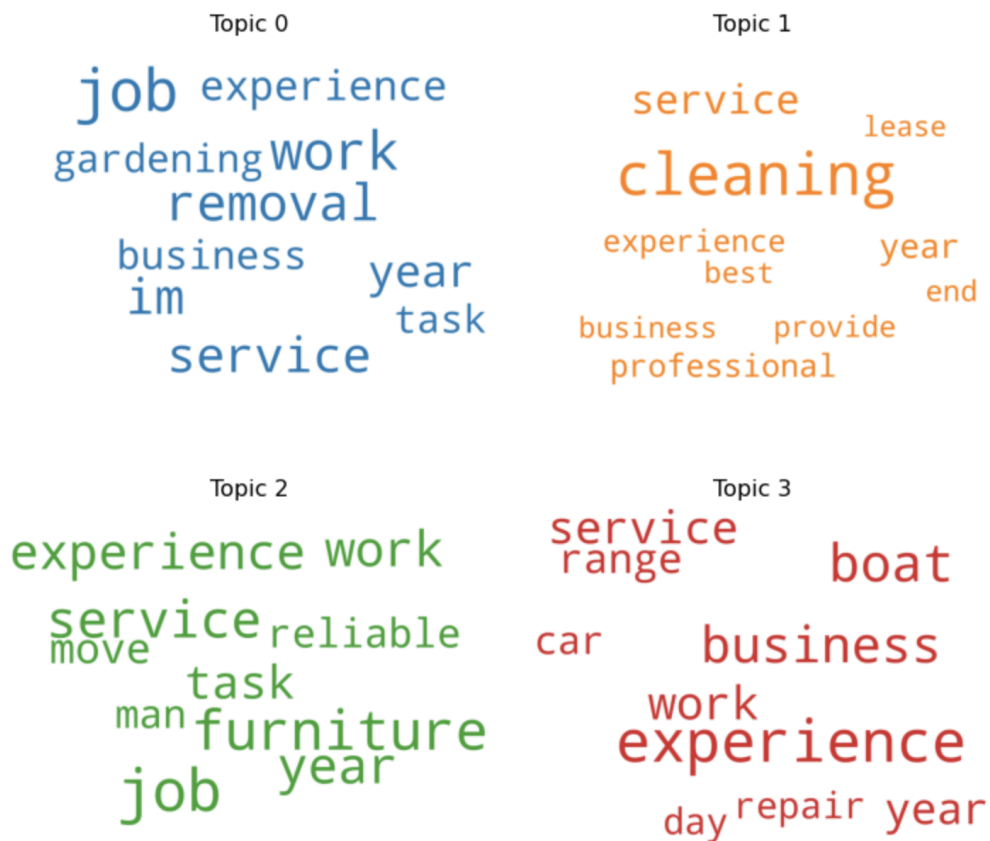 Topic 0
job experience
gardening work
removal
business
year
im
task
service
Topic 1
service
lease
cleaning
experience
year
best
end
business provide
professional
Topic 2
experience work
service
reliable
move
task
man
furniture
year
job
Topic 3
service
range
boat
car
business
work
experience
day repair year